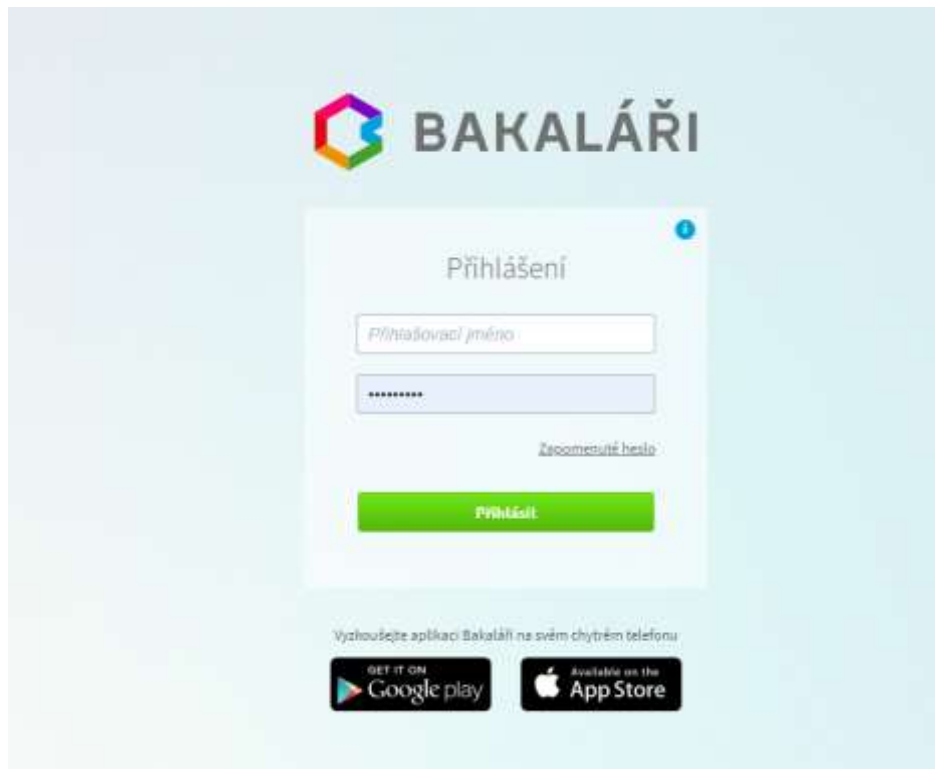 BAKALÁŘI
i
Přihlášení
Přihlašovací jméno
•••••••••
Zapomenuté heslo
Přihlásit
Vyzkoušejte aplikaci Bakaláři na svém chytrém telefonu
GET IT ON
Google play
Available on the
App Store